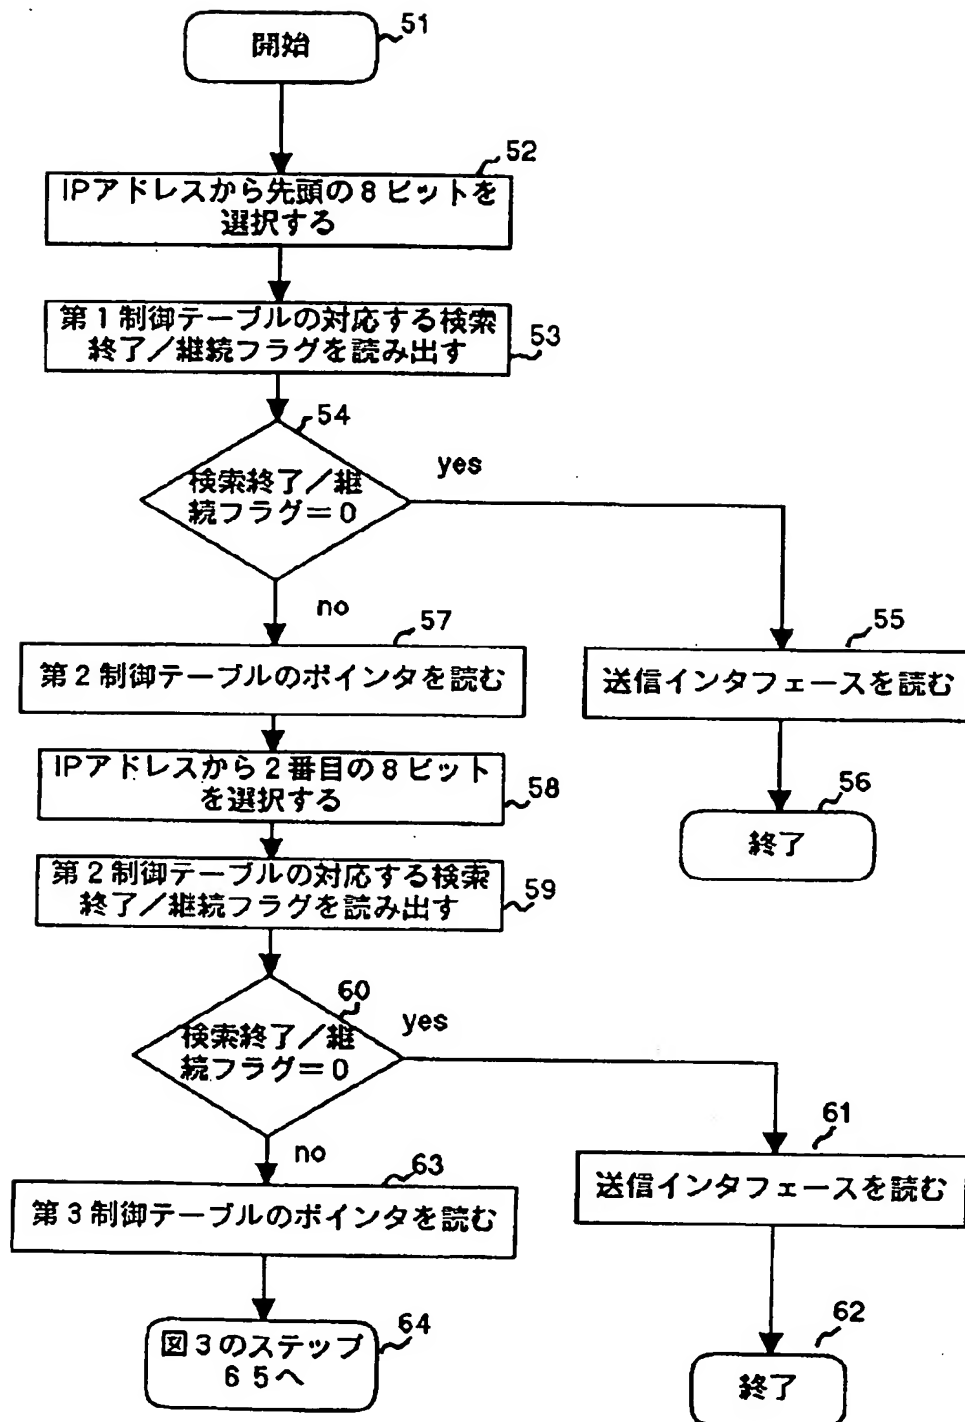 開始
51
52
IPアドレスから先頭の8ビットを
選択する
第1制御テーブルの対応する検索
終了/継続フラグを読み出す
53
54
検索終了/継
続フラグ=0
yes
no
57
第2制御テーブルのポインタを読む
55
送信インタフェースを読む
IPアドレスから2番目の8ビット
を選択する
58
56
終了
第2制御テーブルの対応する検索
終了/継続フラグを読み出す
59
60
検索終了/継
続フラグ=0
yes
no
63
第3制御テーブルのポインタを読む
61
送信インタフェースを読む
図3のステップ
65へ
64
62
終了